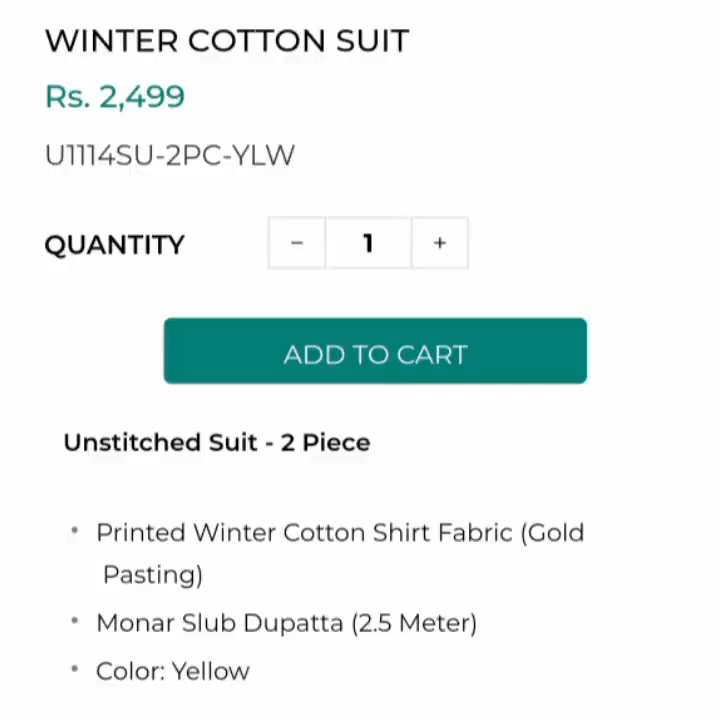 WINTER COTTON SUIT
Rs. 2,499
U1114SU-2PC-YLW
QUANTITY - 1 +
ADD TO CART
Unstitched Suit - 2 Piece
• Printed Winter Cotton Shirt Fabric (Gold
Pasting)
• Monar Slub Dupatta (2.5 Meter)
• Color: Yellow